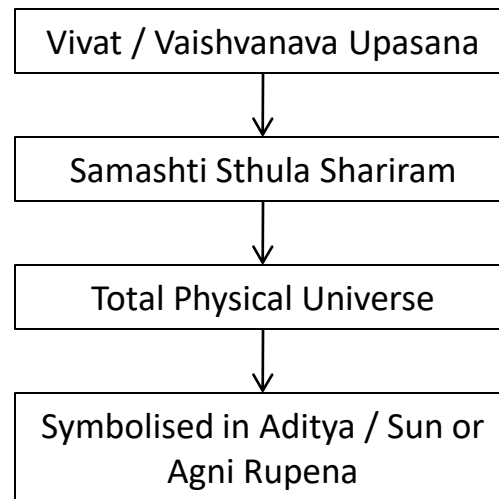 Vivat / Vaishvanava Upasana
Samashti Sthula Shariram
Total Physical Universe
Symbolised in Aditya / Sun or
Agni Rupena